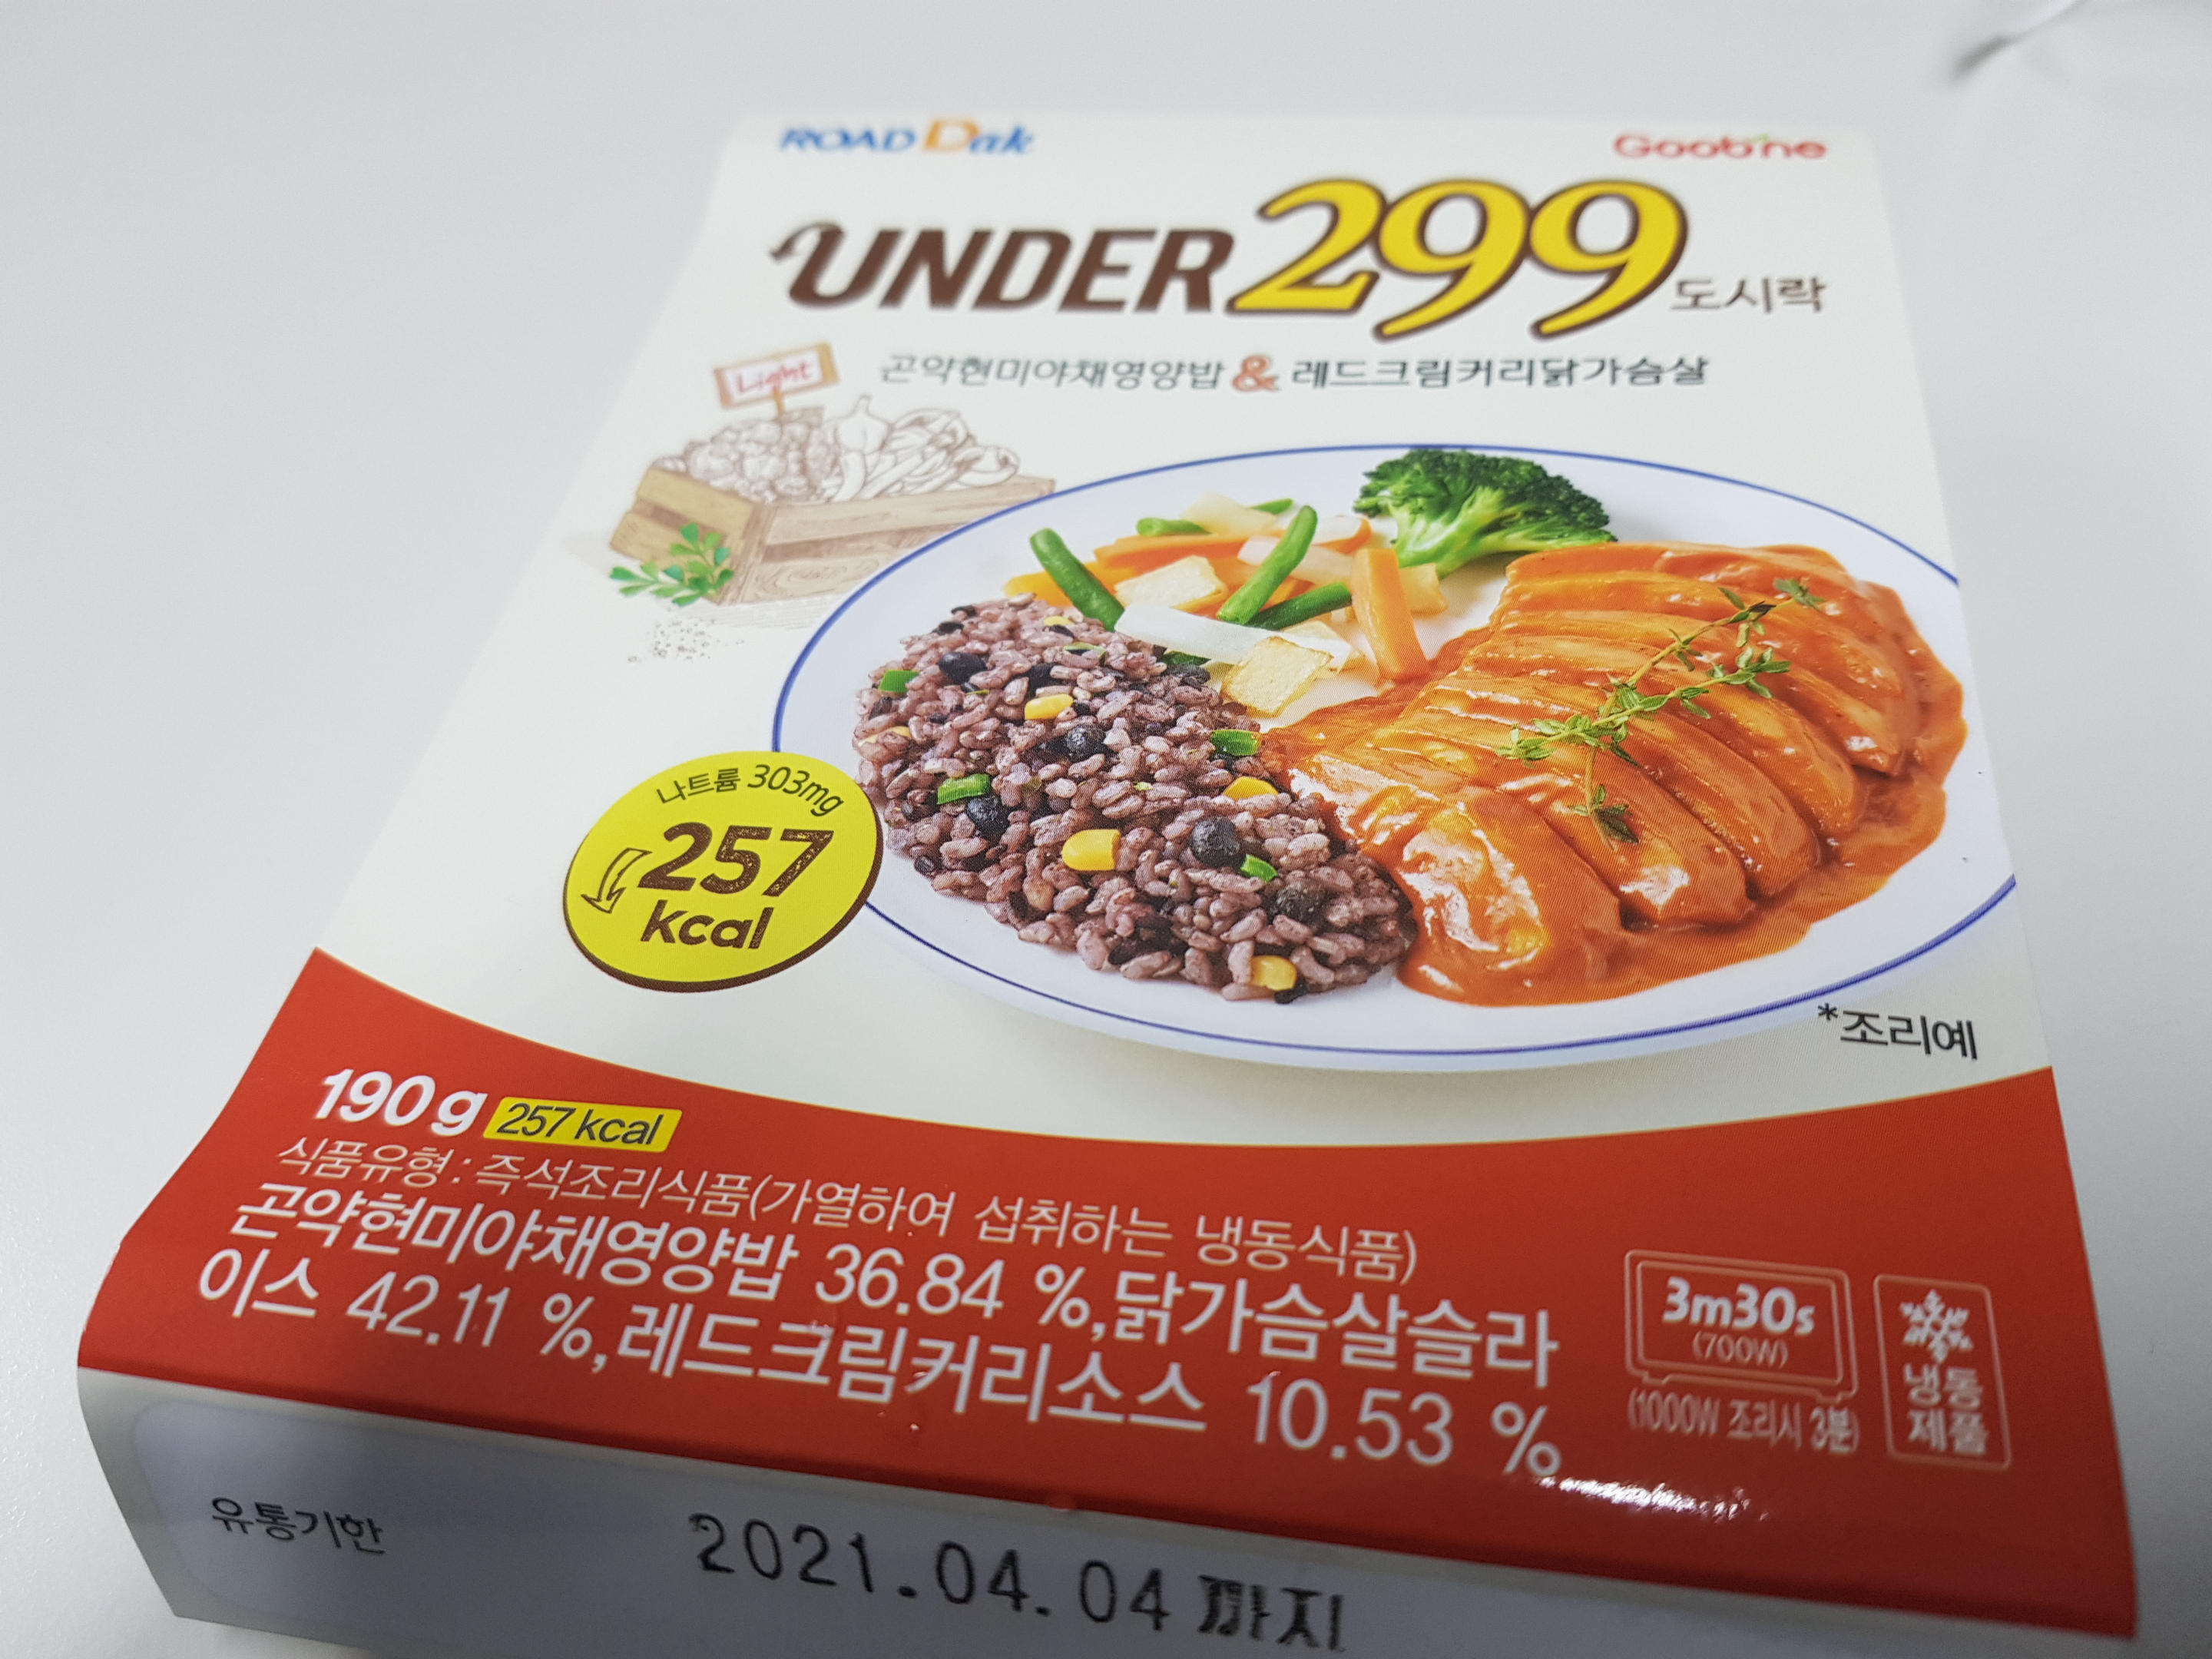 ROAD Dak
Goobne
UNDER 299 도시락
Light
곤약현미야채영양밥 & 레드크림커리닭가슴살
나트륨 303mg
257
kcal
*조리예
190g 257 kcal
식품유형 : 즉석조리식품(가열하여 섭취하는 냉동식품)
곤약현미야채영양밥 36.84 %,닭가슴살슬라
이스 42.11 %,레드크림커리소스 10.53 %
3m30s
(700W)
(1000W 조리시 3분)
냉동
제품
유통기한
2021.04.04 까지